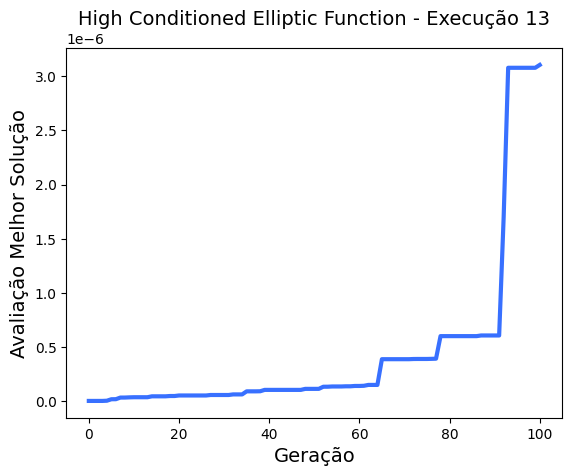 High Conditioned Elliptic Function - Execução 13
1e−6
Avaliação Melhor Solução
3.0
2.5
2.0
1.5
1.0
0.5
0.0
0 20 40 60 80 100
Geração